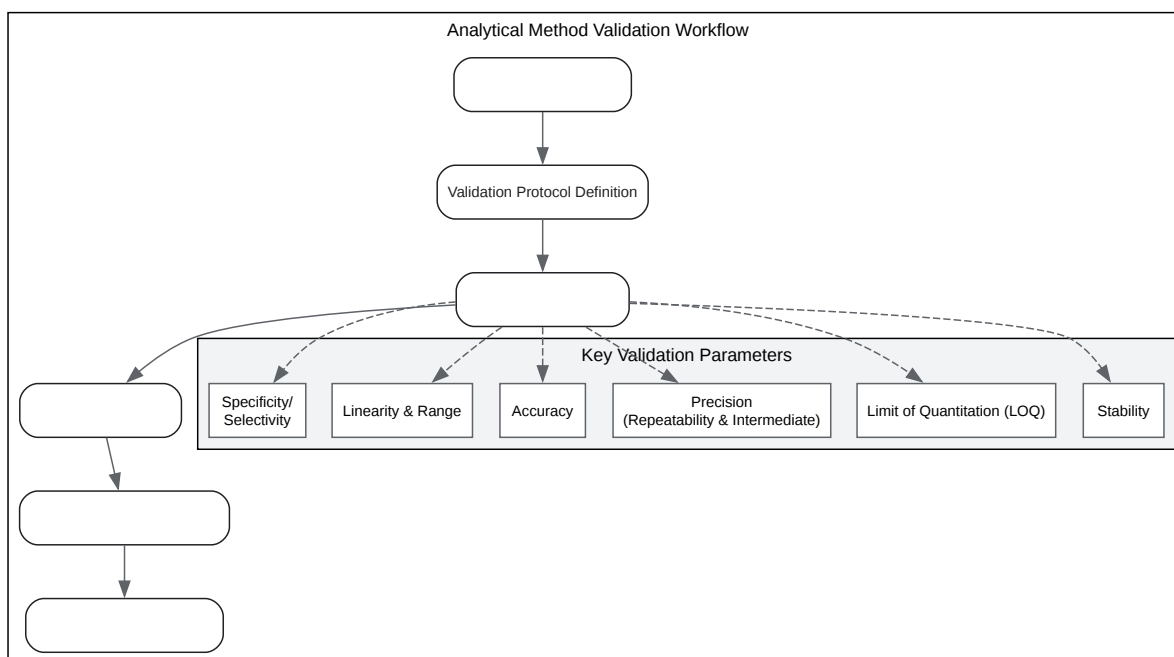 Analytical Method Validation Workflow
Validation Protocol Definition
Key Validation Parameters
Specificity/
Selectivity
Linearity & Range
Accuracy
Precision
(Repeatability & Intermediate)
Limit of Quantitation (LOQ)
Stability